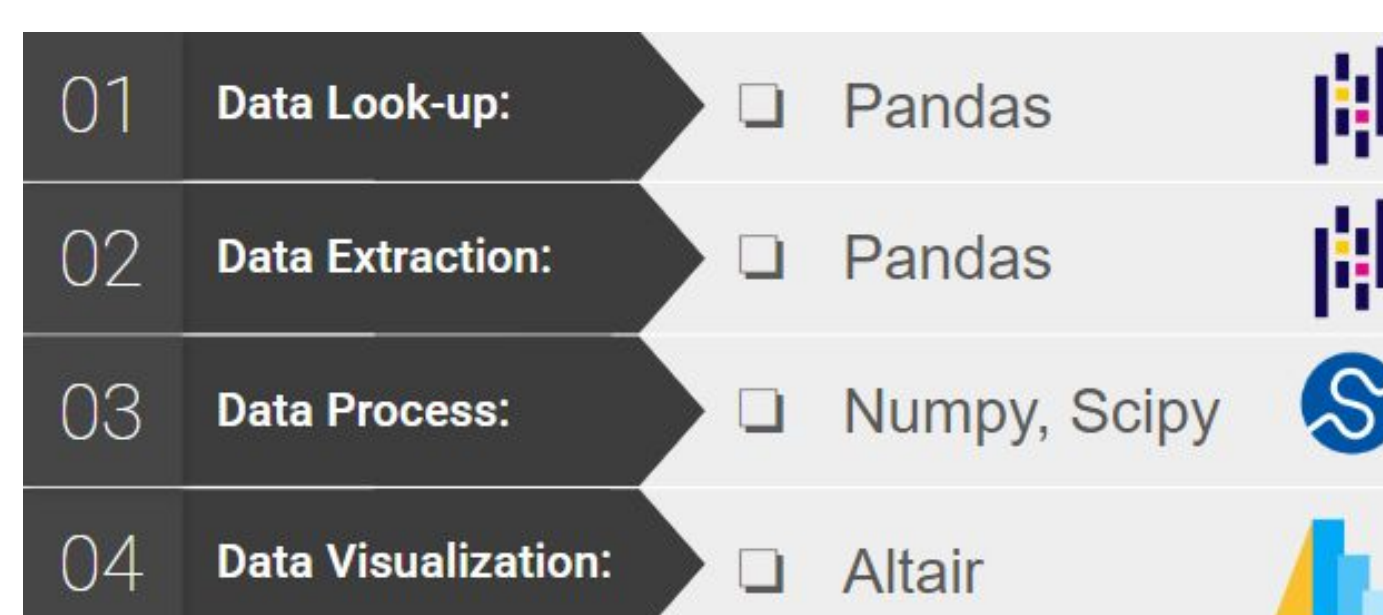 01 Data Look-up: ❏ Pandas
02 Data Extraction: ❏ Pandas
03 Data Process: ❏ Numpy, Scipy
04 Data Visualization: ❏ Altair